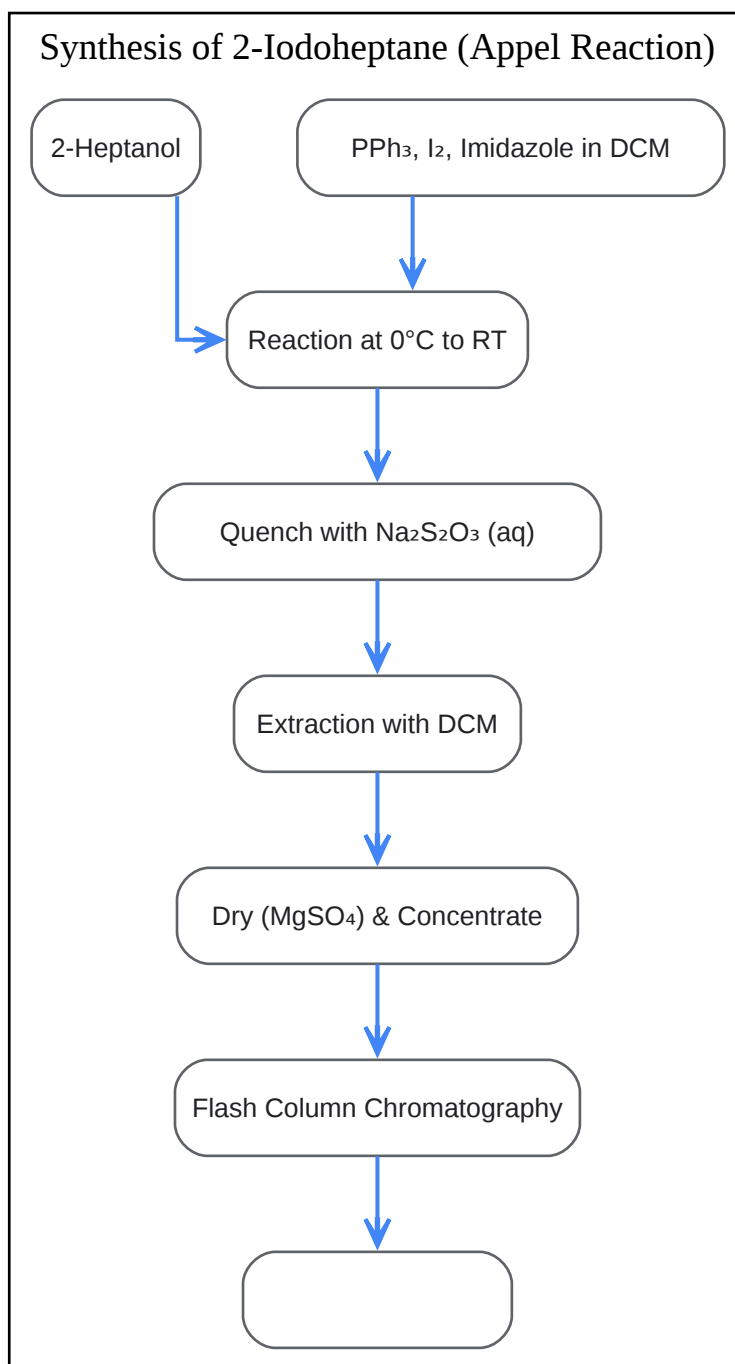 Synthesis of 2-Iodoheptane (Appel Reaction)
2-Heptanol
PPh₃, I₂, Imidazole in DCM
Reaction at 0°C to RT
Quench with Na₂S₂O₃ (aq)
Extraction with DCM
Dry (MgSO₄) & Concentrate
Flash Column Chromatography